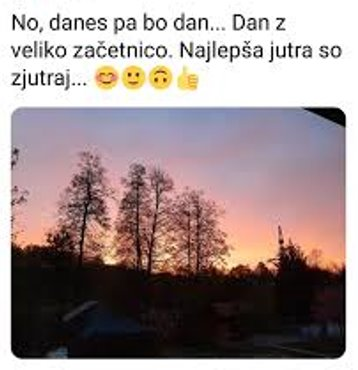 No, danes pa bo dan... Dan z
veliko začetnico. Najlepša jutra so
zjutraj... 😊🙂🙃👍